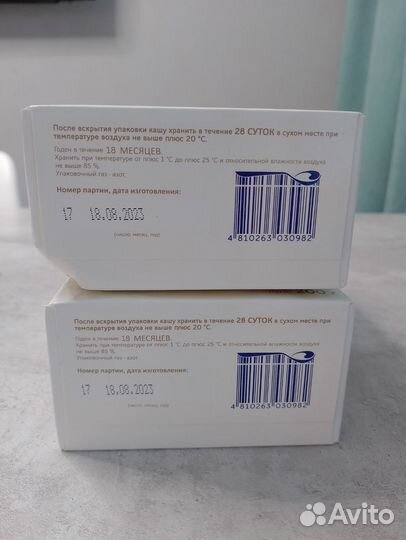 После вскрытия упаковки кашу хранить в течение 28 СУТОК в сухом месте при
температуре воздуха не выше плюс 20 °С.
Годен в течение 18 МЕСЯЦЕВ.
Хранить при температуре от плюс 1 °С до плюс 25 °С и относительной влажности воздуха
не выше 85 %.
Упаковочный газ - азот.
Номер партии, дата изготовления:
17 18.08.2023
(число, месяц, год)
4 810263 030982
После вскрытия упаковки кашу хранить в течение 28 СУТОК в сухом месте при
температуре воздуха не выше плюс 20 °С.
Годен в течение 18 МЕСЯЦЕВ.
Хранить при температуре от плюс 1 °С до плюс 25 °С и относительной влажности воздуха
не выше 85 %.
Упаковочный газ - азот.
Номер партии, дата изготовления:
17 18.08.2023
(число, месяц, год)
4 810263 030982
Avito